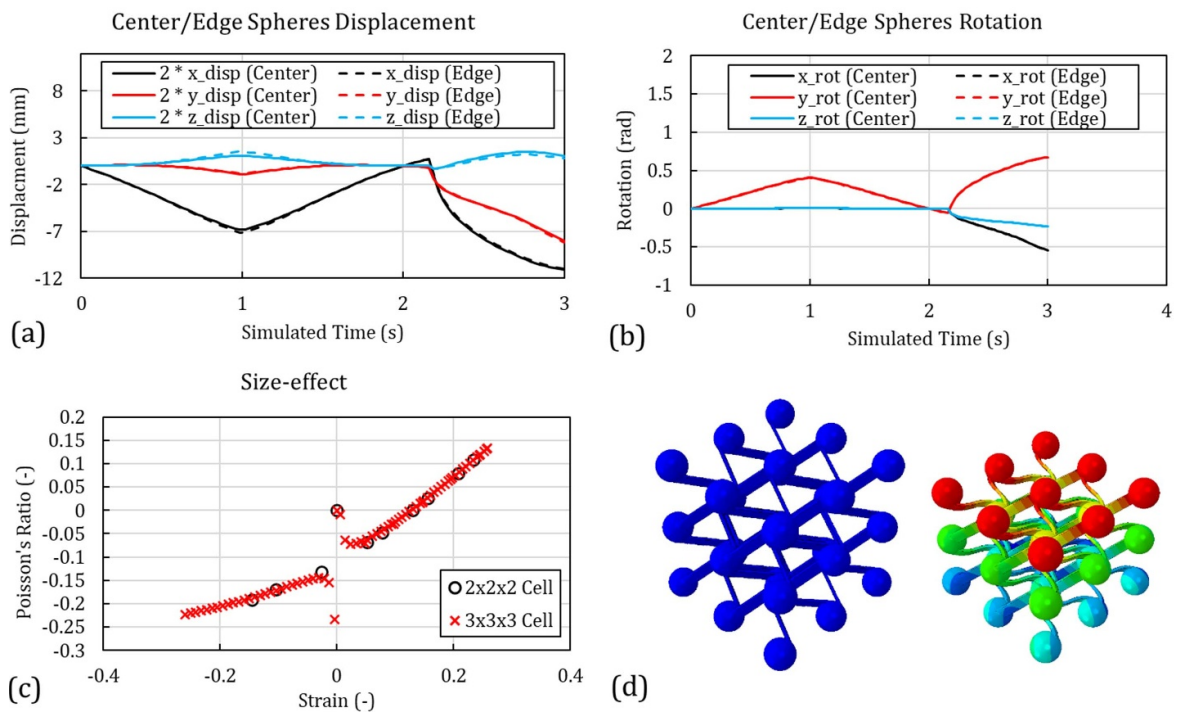 Center/Edge Spheres Displacement
12
8
3
-2
-7
-12
Displacment (mm)
2 * x_disp (Center) x_disp (Edge)
2 * y_disp (Center) y_disp (Edge)
2 * z_disp (Center) z_disp (Edge)
0 1 2 3
Simulated Time (s)
(a)
Center/Edge Spheres Rotation
2
1.5
1
0.5
0
-0.5
-1
Rotation (rad)
x_rot (Center) x_rot (Edge)
y_rot (Center) y_rot (Edge)
z_rot (Center) z_rot (Edge)
0 1 2 3 4
Simulated Time (s)
(b)
Size-effect
0.2
0.15
0.1
0.05
0
-0.05
-0.1
-0.15
-0.2
-0.25
-0.3
Poisson's Ratio (-)
2x2x2 Cell
3x3x3 Cell
-0.4 -0.2 0 0.2 0.4
Strain (-)
(c)
(d)